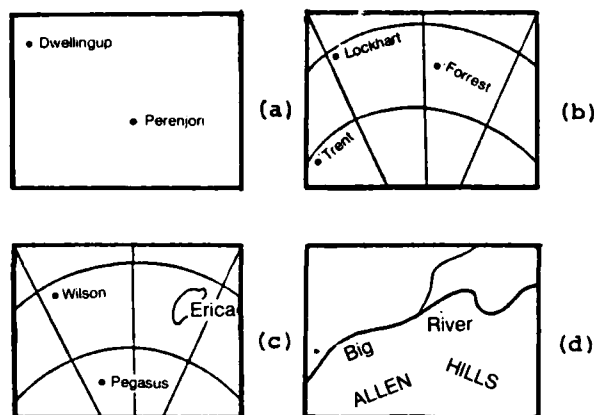 Dwellingup
Perenjori
(a)
Lockhart
Forrest
Trent
(b)
Wilson
Erica
Pegasus
(c)
Big River
ALLEN HILLS
(d)